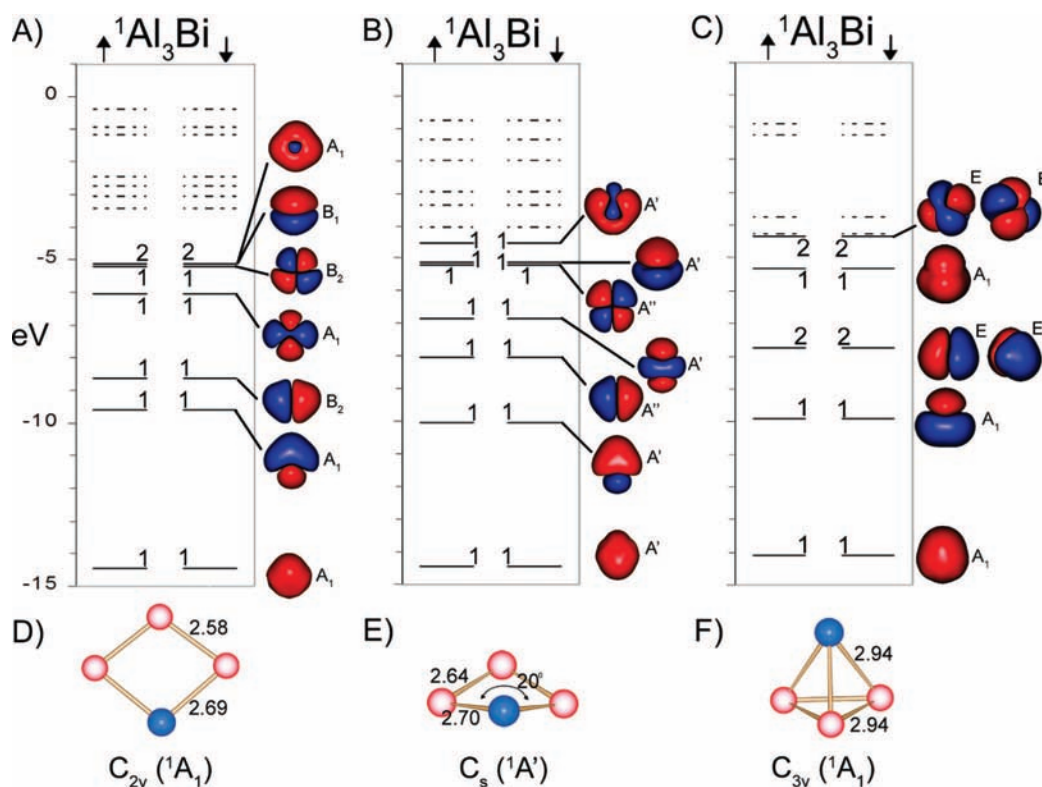 A) ¹Al₃Bi
B) ¹Al₃Bi
C) ¹Al₃Bi
0
-5
eV
-10
-15
2 2
1 1
1 1
1 1
1 1
1 1
A₁
B₁
B₂
A₁
B₂
A₁
A₁
1 1
1 1
1 1
1 1
1 1
1 1
1 1
A'
A'
A''
A'
A''
A'
A'
2 2
1 1
2 2
1 1
1 1
E E
A₁
E E
A₁
A₁
D)
2.58
2.69
C₂ᵥ (¹A₁)
E)
2.64
20°
2.70
Cₛ (¹A')
F)
2.94
2.94
C₃ᵥ (¹A₁)